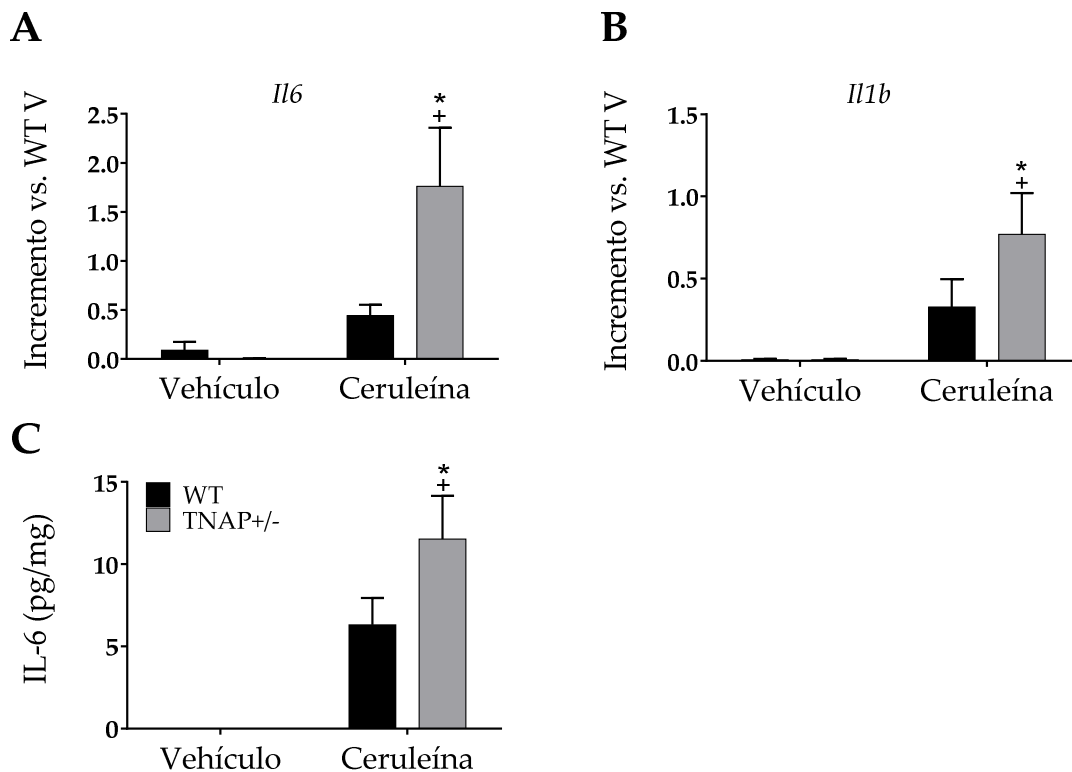 A
Il6
Incremento vs. WT V
2.5
2.0
1.5
1.0
0.5
0.0
*
+
Vehículo
Ceruleína
B
Il1b
Incremento vs. WT V
1.5
1.0
0.5
0.0
*
+
Vehículo
Ceruleína
C
IL-6 (pg/mg)
15
10
5
0
WT
TNAP+/-
*
+
Vehículo
Ceruleína